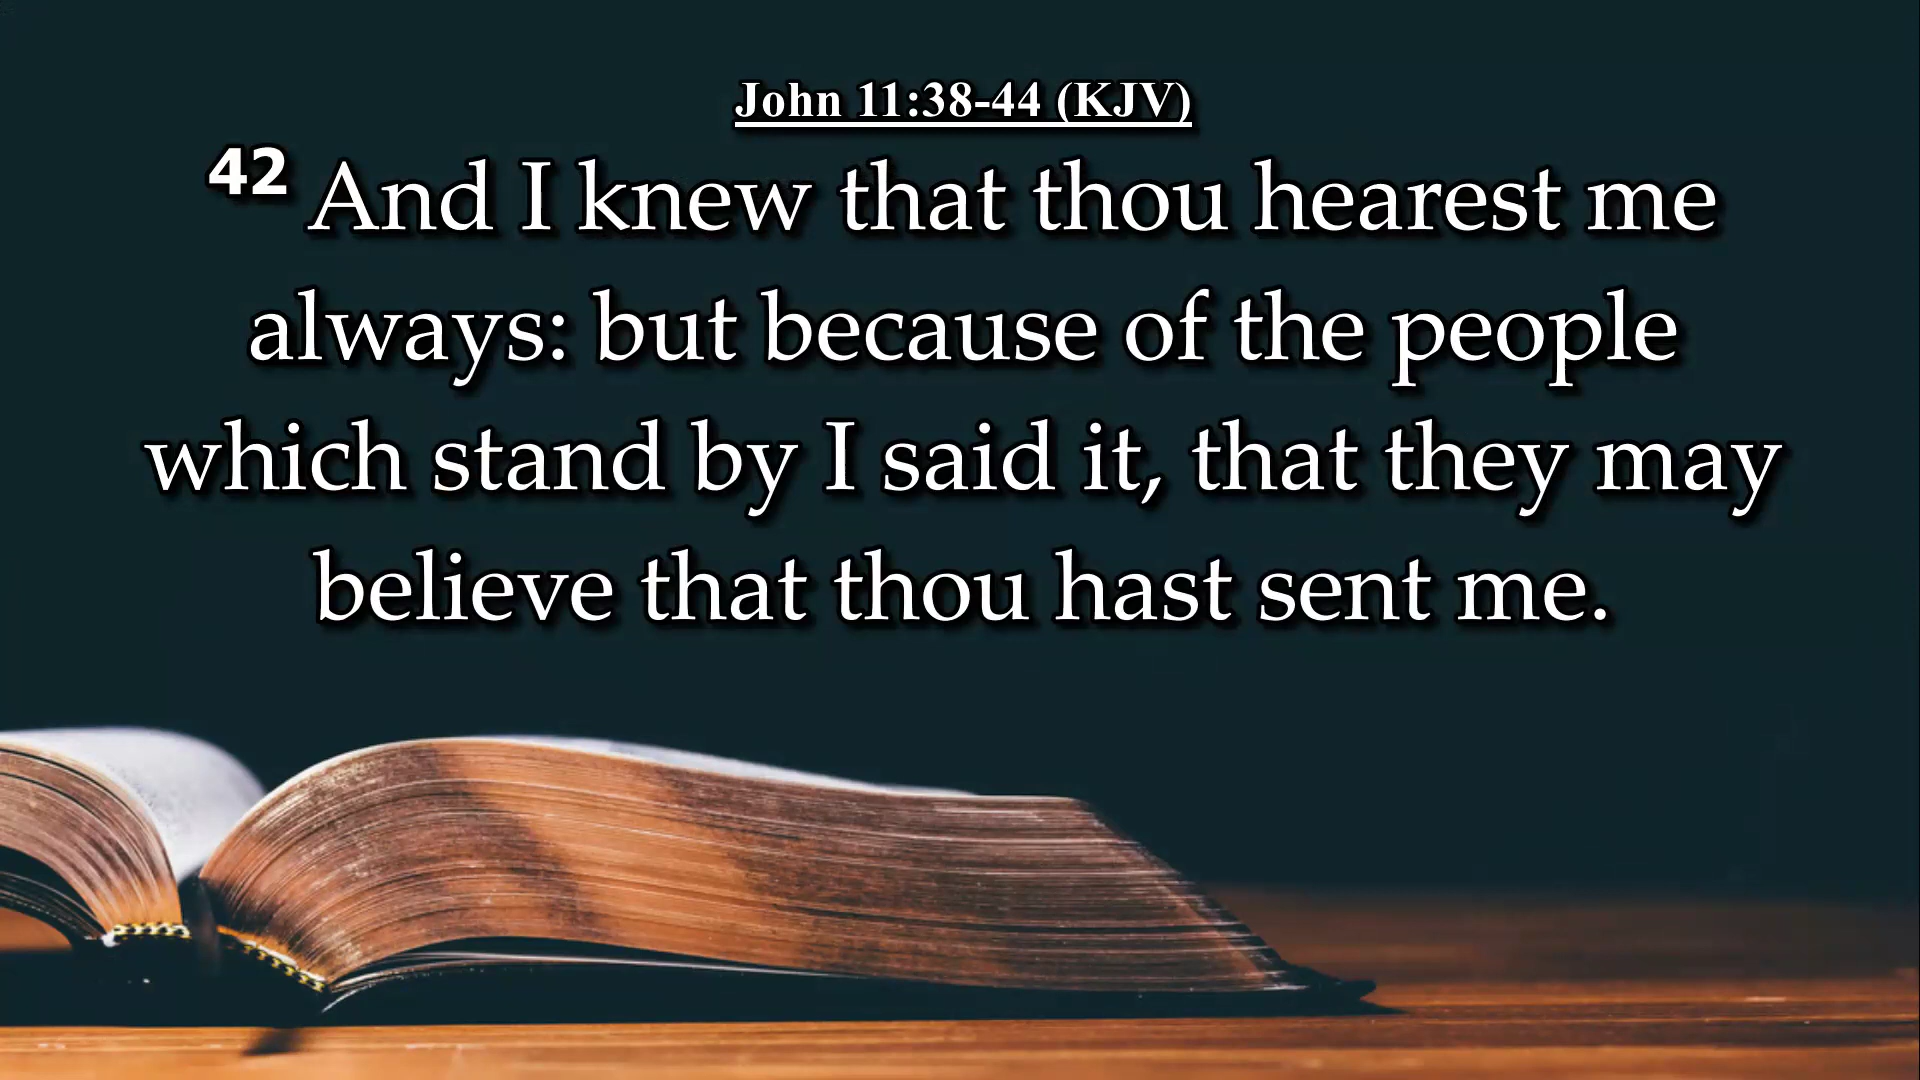 John 11:38-44 (KJV)
42 And I knew that thou hearest me
always: but because of the people
which stand by I said it, that they may
believe that thou hast sent me.